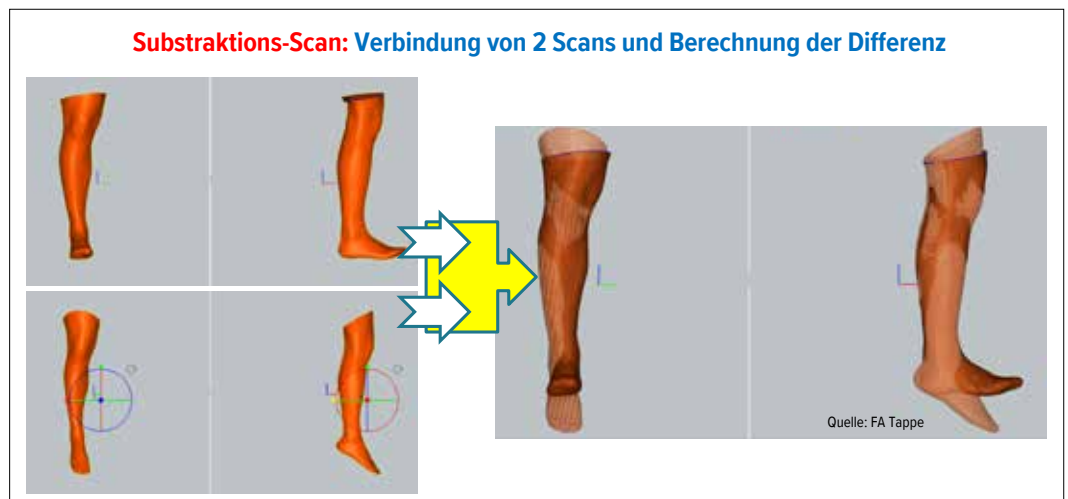 Substraktions-Scan: Verbindung von 2 Scans und Berechnung der Differenz
Quelle: FA Tappe